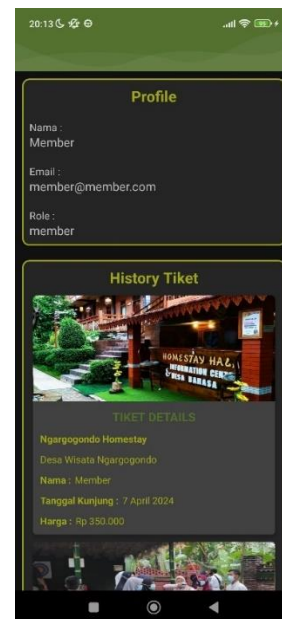 20:13
Profile
Nama :
Member
Email :
member@member.com
Role :
member
History Tiket
HOMESTAY HAL
INFORMATION CENTER
DESA BAHASA
TIKET DETAILS
Ngargogondo Homestay
Desa Wisata Ngargogondo
Nama : Member
Tanggal Kunjung : 7 April 2024
Harga : Rp 350.000